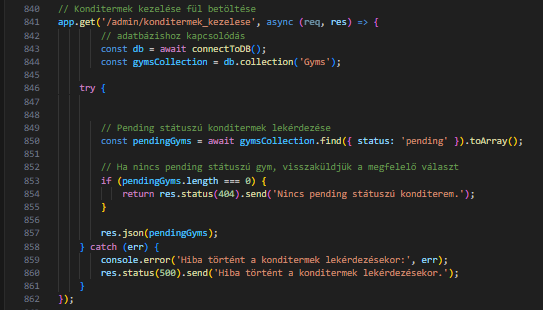 840 // Konditermek kezelése fül betöltése
841 app.get('/admin/konditermek_kezelese', async (req, res) => {
842 // adatbázishoz kapcsolódás
843 const db = await connectToDB();
844 const gymsCollection = db.collection('Gyms');
845
846 try {
847
848
849 // Pending státuszú konditermek lekérdezése
850 const pendingGyms = await gymsCollection.find({ status: 'pending' }).toArray();
851
852 // Ha nincs pending státuszú gym, visszaküldjük a megfelelő választ
853 if (pendingGyms.length === 0) {
854 return res.status(404).send('Nincs pending státuszú konditerem.');
855 }
856
857 res.json(pendingGyms);
858 } catch (err) {
859 console.error('Hiba történt a konditermek lekérdezésekor:', err);
860 res.status(500).send('Hiba történt a konditermek lekérdezésekor.');
861 }
862 });